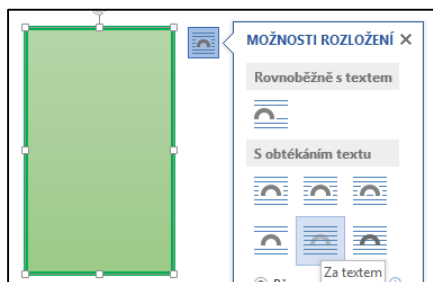 MOŽNOSTI ROZLOŽENÍ
Rovnoběžně s textem
S obtékáním textu
Za textem